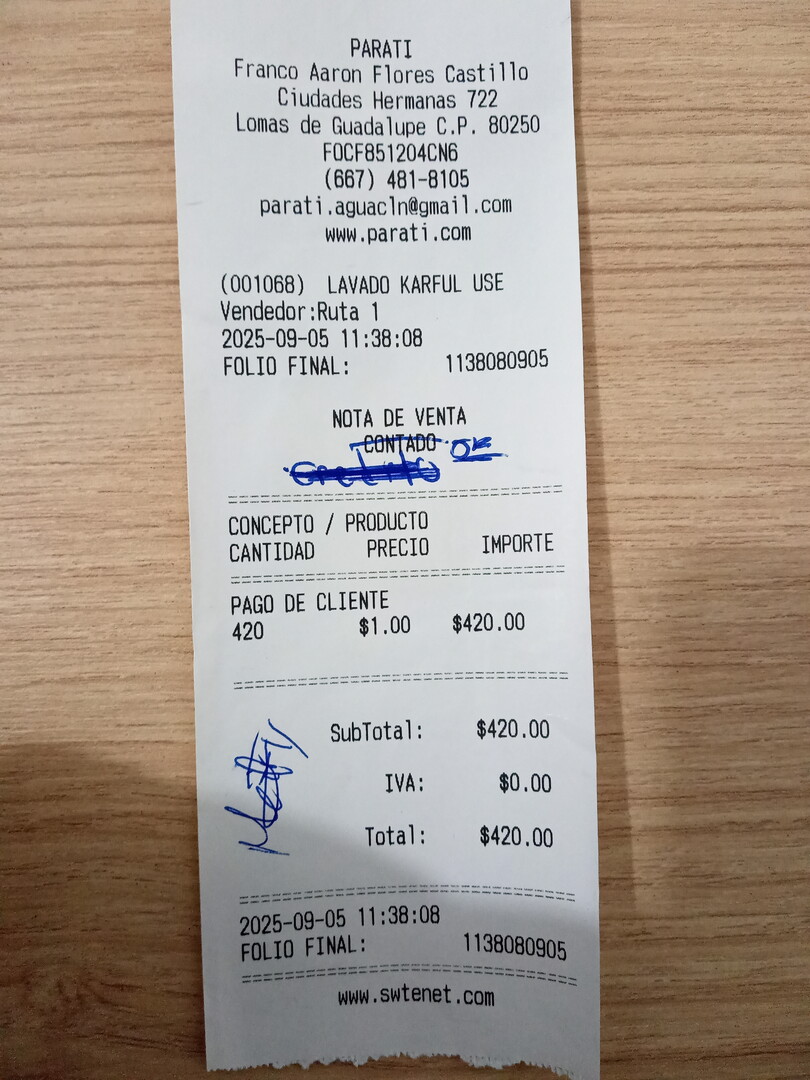 PARATI
Franco Aaron Flores Castillo
Ciudades Hermanas 722
Lomas de Guadalupe C.P. 80250
FOCF851204CN6
(667) 481-8105
parati.aguacln@gmail.com
www.parati.com
(001068) LAVADO KARFUL USE
Vendedor:Ruta 1
2025-09-05 11:38:08
FOLIO FINAL: 1138080905
NOTA DE VENTA
CONTADO OK
CONCEPTO / PRODUCTO
CANTIDAD PRECIO IMPORTE
PAGO DE CLIENTE
420 $1.00 $420.00
SubTotal: $420.00
IVA: $0.00
Total: $420.00
2025-09-05 11:38:08
FOLIO FINAL: 1138080905
www.swtenet.com